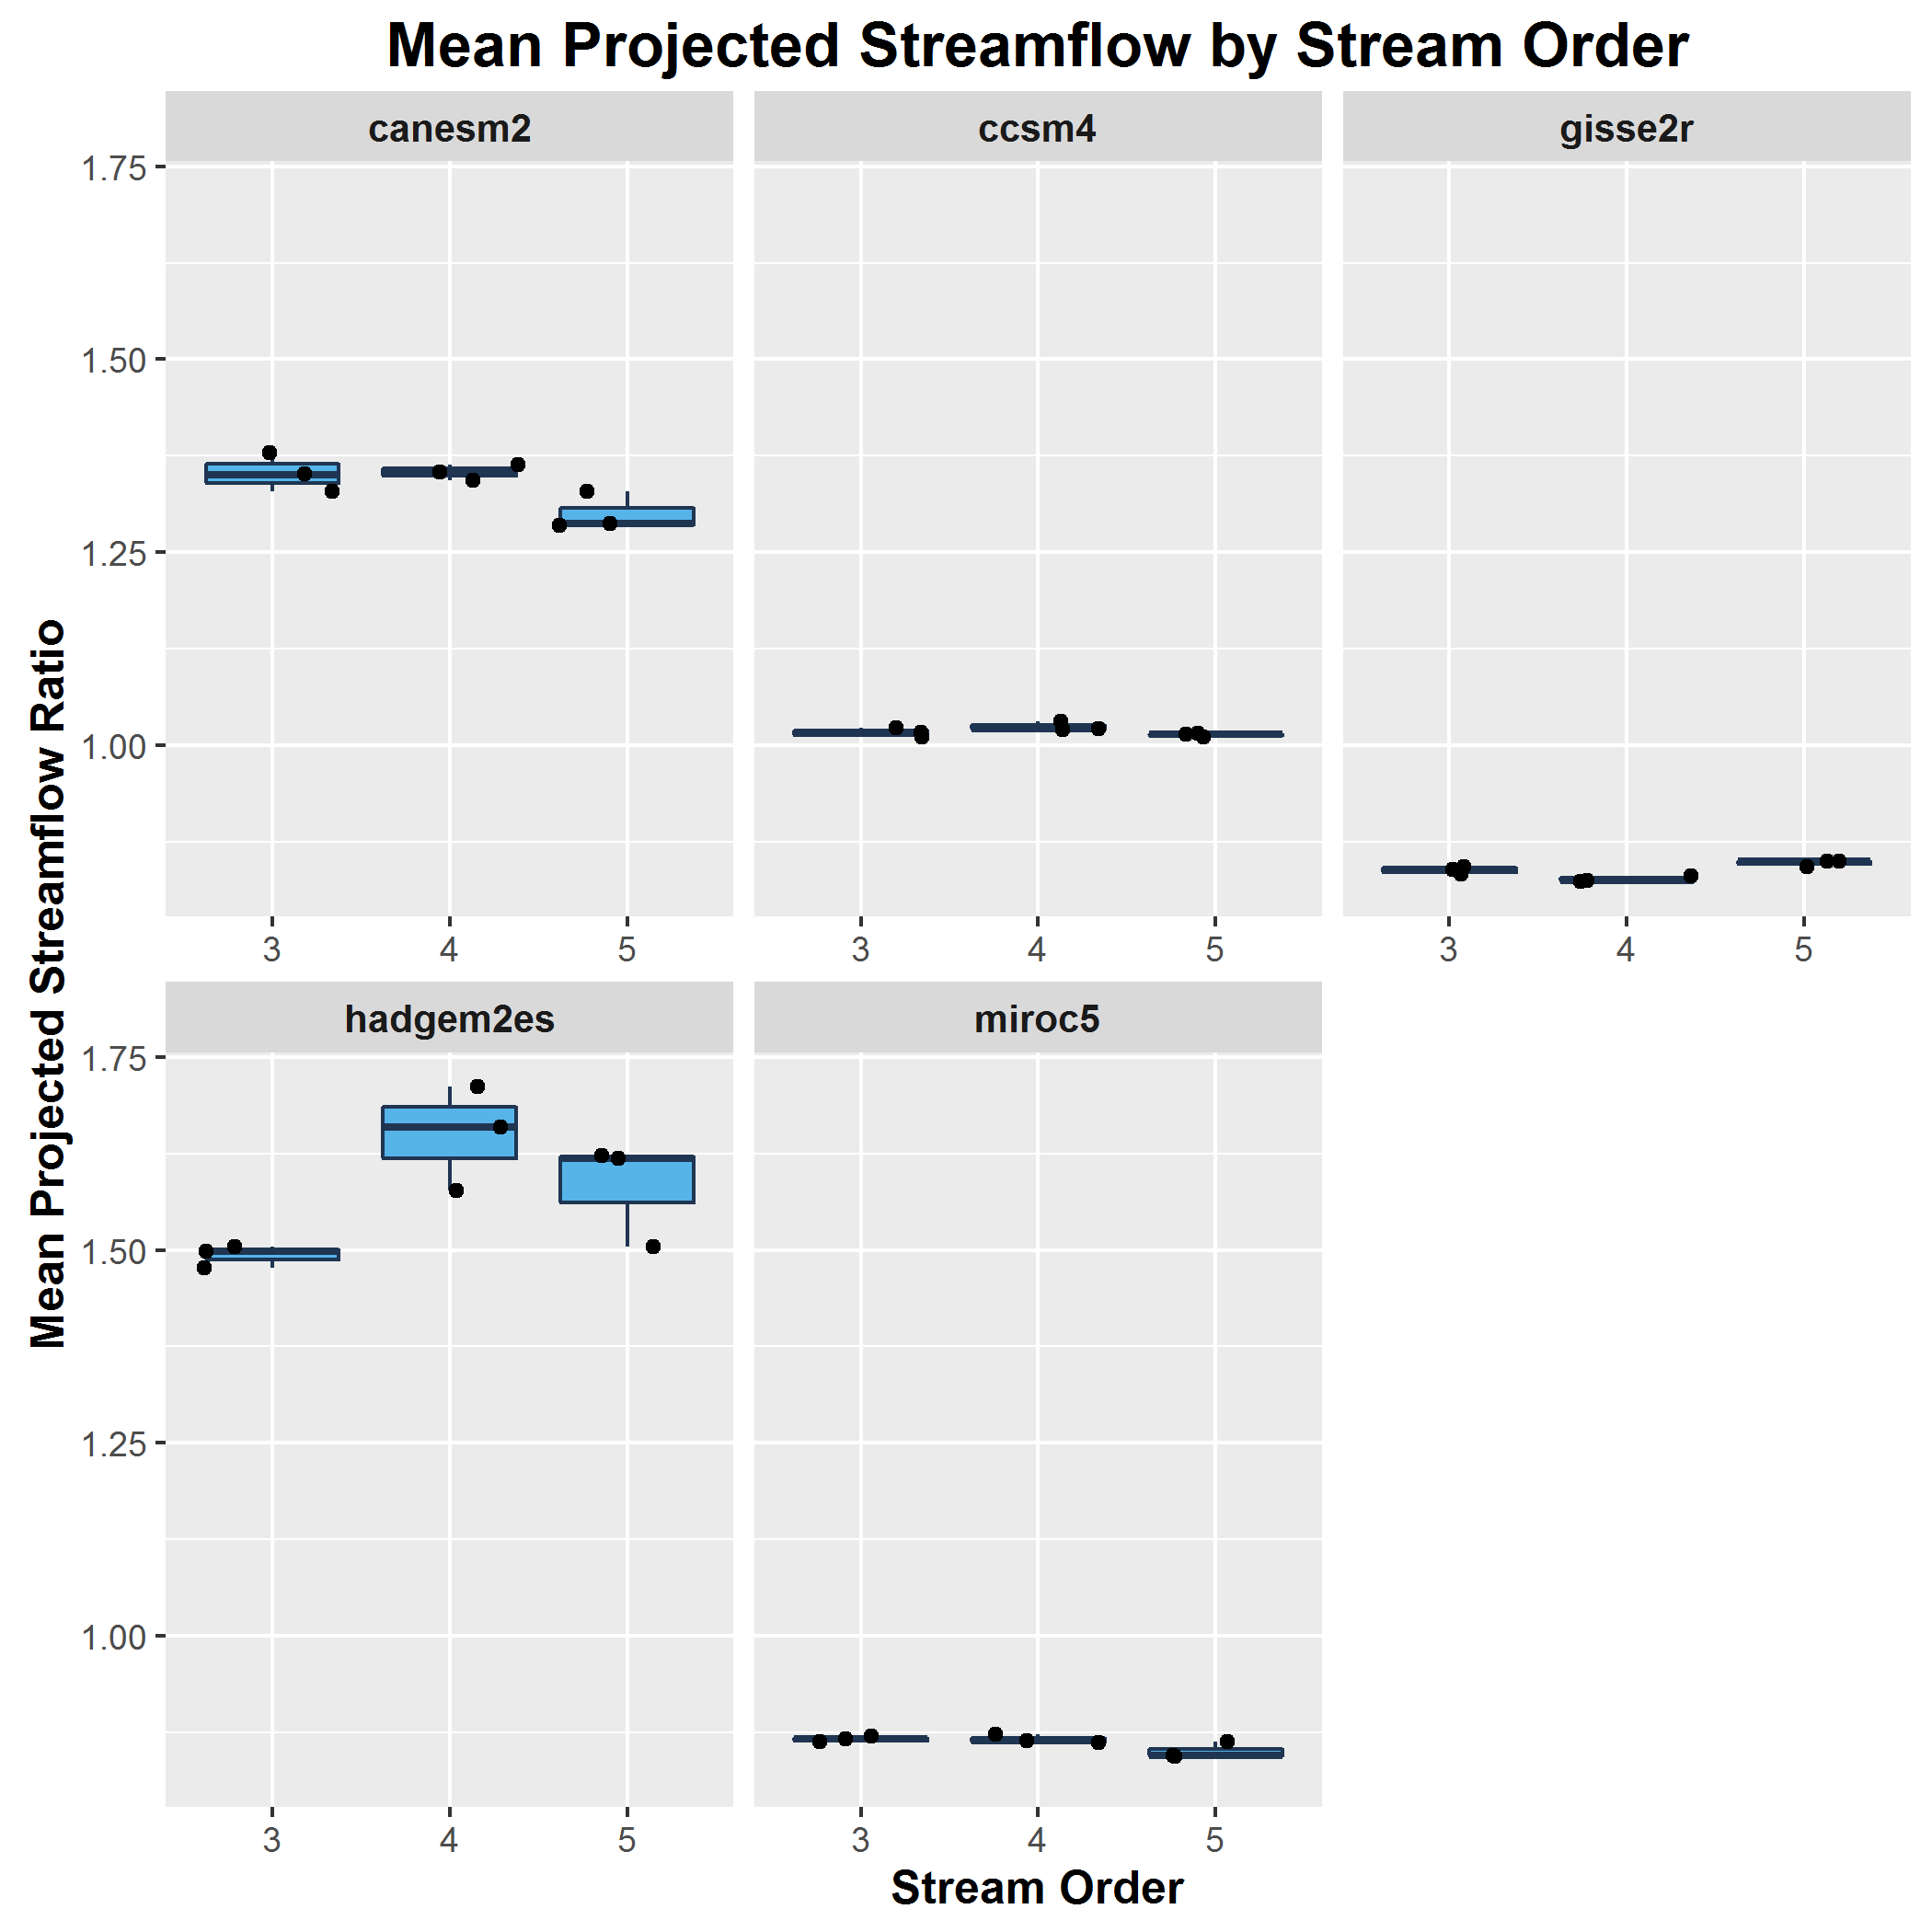 Mean Projected Streamflow by Stream Order
canesm2
ccsm4
gisse2r
1.75
1.50
1.25
1.00
3 4 5
3 4 5
3 4 5
Mean Projected Streamflow Ratio
hadgem2es
miroc5
1.75
1.50
1.25
1.00
3 4 5
3 4 5
Stream Order